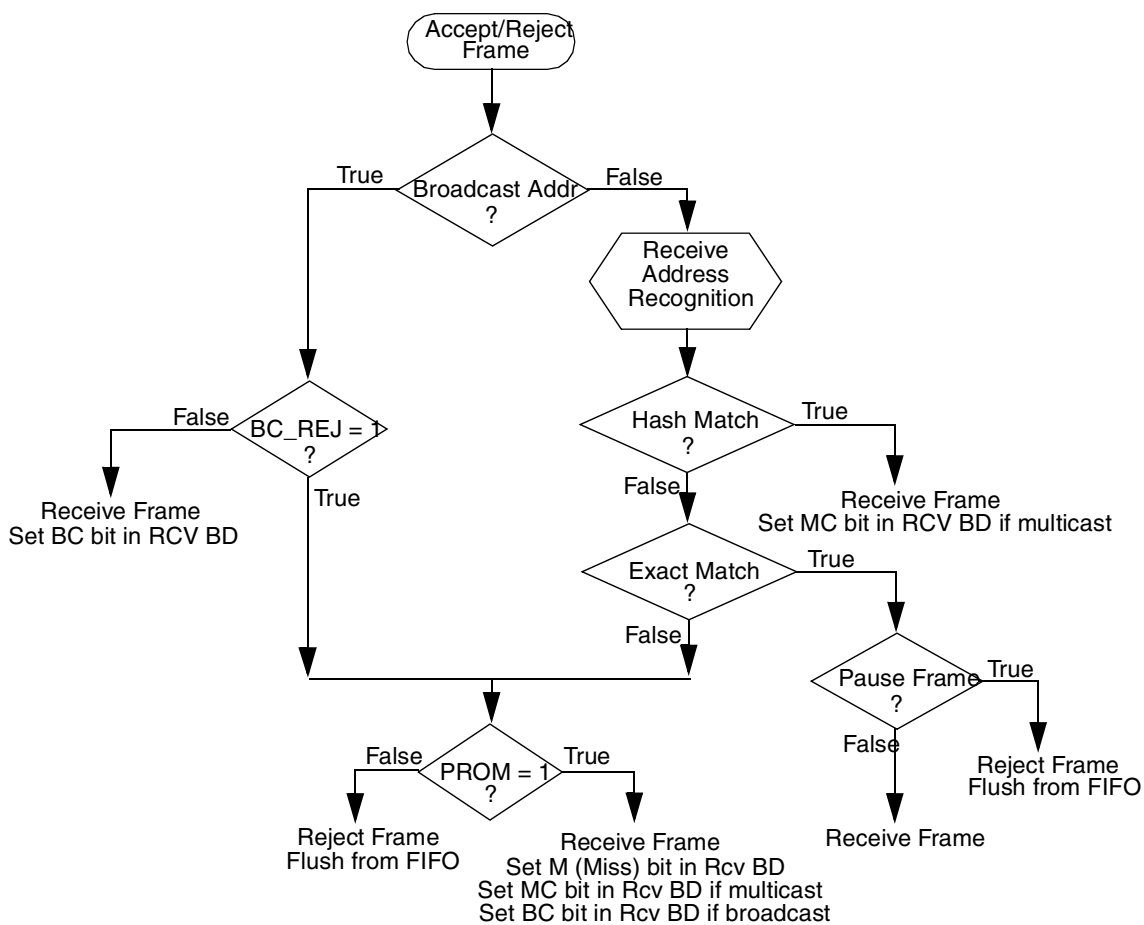 Accept/Reject
Frame
True
False
Broadcast Addr
?
Receive
Address
Recognition
False
BC_REJ = 1
?
True
Receive Frame
Set BC bit in RCV BD
Hash Match
?
True
False
Receive Frame
Set MC bit in RCV BD if multicast
Exact Match
?
True
False
Pause Frame
?
True
False
Reject Frame
Flush from FIFO
Receive Frame
False
PROM = 1
?
True
Reject Frame
Flush from FIFO
Receive Frame
Set M (Miss) bit in Rcv BD
Set MC bit in Rcv BD if multicast
Set BC bit in Rcv BD if broadcast